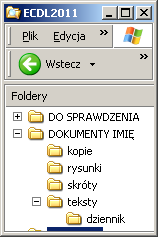 ECDL2011
Plik Edycja »
Wstecz »
Foldery
DO SPRAWDZENIA
DOKUMENTY IMIĘ
kopie
rysunki
skróty
teksty
dziennik